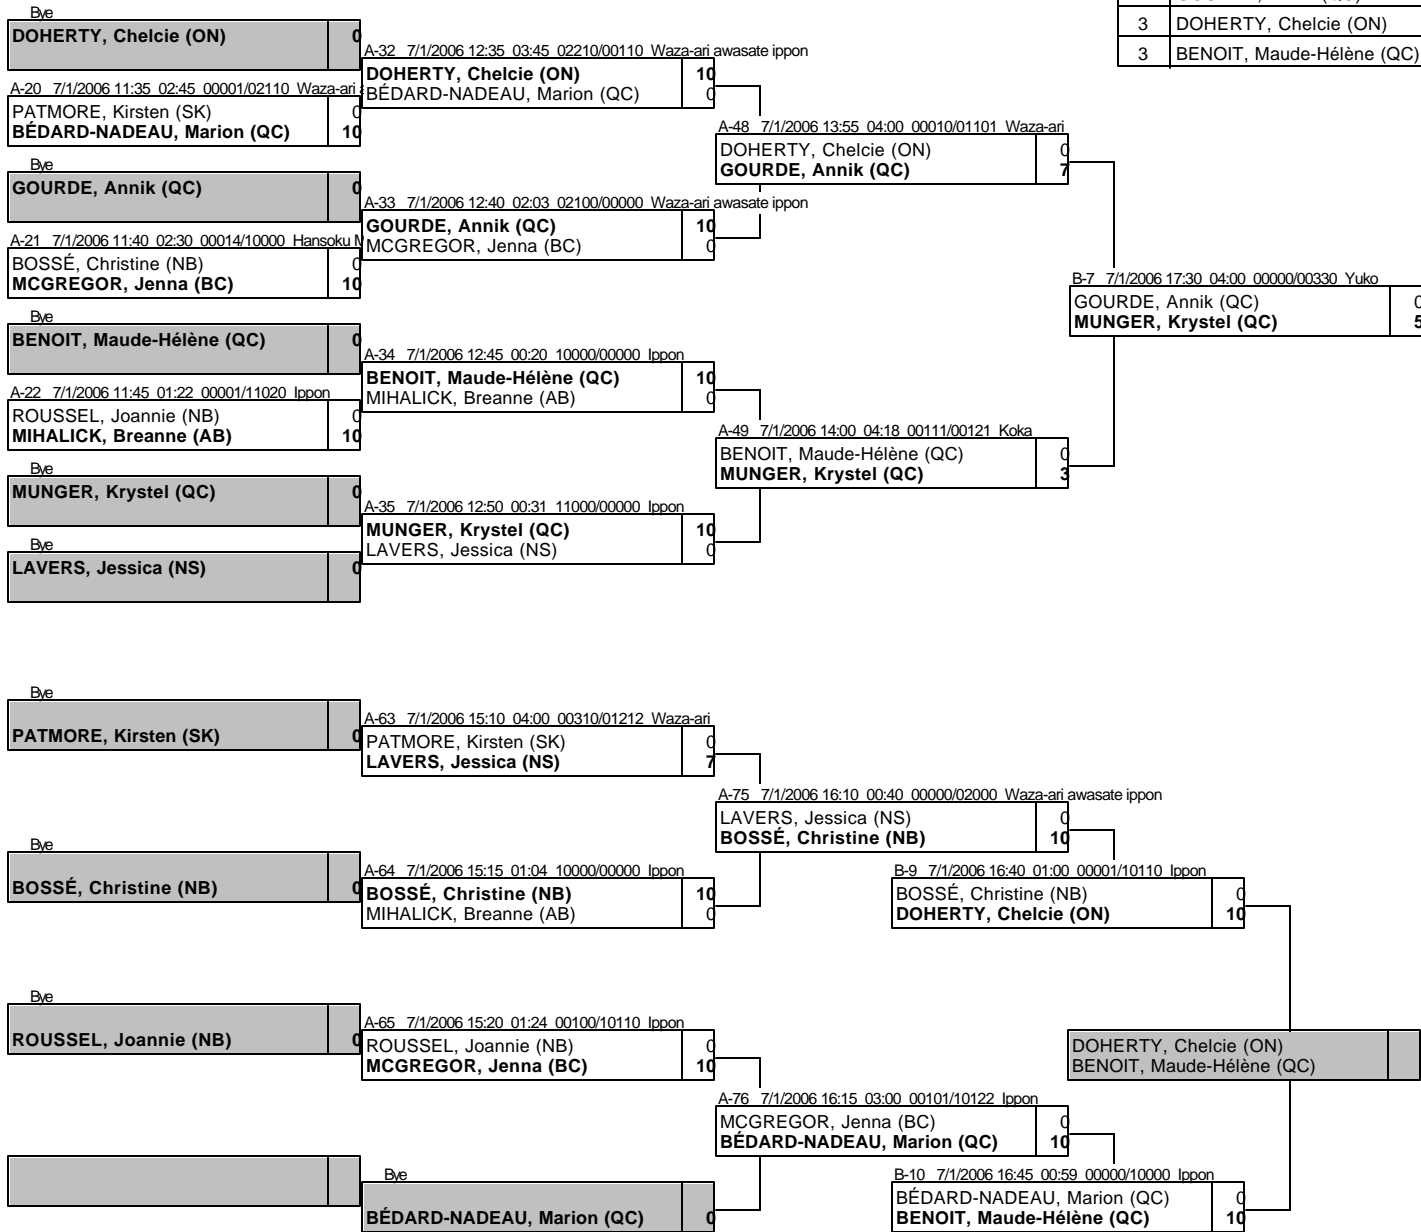 3 DOHERTY, Chelcie (ON)
3 BENOIT, Maude-Hélène (QC)
Bye
DOHERTY, Chelcie (ON) 0
A-20 7/1/2006 11:35 02:45 00001/02110 Waza-ari
PATMORE, Kirsten (SK) 0
BÉDARD-NADEAU, Marion (QC) 10
Bye
GOURDE, Annik (QC) 0
A-21 7/1/2006 11:40 02:30 00014/10000 Hansoku M
BOSSÉ, Christine (NB) 0
MCGREGOR, Jenna (BC) 10
Bye
BENOIT, Maude-Hélène (QC) 0
A-22 7/1/2006 11:45 01:22 00001/11020 Ippon
ROUSSEL, Joannie (NB) 0
MIHALICK, Breanne (AB) 10
Bye
MUNGER, Krystel (QC) 0
Bye
LAVERS, Jessica (NS) 0
A-32 7/1/2006 12:35 03:45 02210/00110 Waza-ari awasate ippon
DOHERTY, Chelcie (ON) 10
BÉDARD-NADEAU, Marion (QC) 0
A-33 7/1/2006 12:40 02:03 02100/00000 Waza-ari awasate ippon
GOURDE, Annik (QC) 10
MCGREGOR, Jenna (BC) 0
A-34 7/1/2006 12:45 00:20 10000/00000 Ippon
BENOIT, Maude-Hélène (QC) 10
MIHALICK, Breanne (AB) 0
A-35 7/1/2006 12:50 00:31 11000/00000 Ippon
MUNGER, Krystel (QC) 10
LAVERS, Jessica (NS) 0
A-48 7/1/2006 13:55 04:00 00010/01101 Waza-ari
DOHERTY, Chelcie (ON) 0
GOURDE, Annik (QC) 7
A-49 7/1/2006 14:00 04:18 00111/00121 Koka
BENOIT, Maude-Hélène (QC) 0
MUNGER, Krystel (QC) 3
B-7 7/1/2006 17:30 04:00 00000/00330 Yuko
GOURDE, Annik (QC) 0
MUNGER, Krystel (QC) 5
Bye
PATMORE, Kirsten (SK) 0
Bye
BOSSÉ, Christine (NB) 0
Bye
ROUSSEL, Joannie (NB) 0
A-63 7/1/2006 15:10 04:00 00310/01212 Waza-ari
PATMORE, Kirsten (SK) 0
LAVERS, Jessica (NS) 7
A-64 7/1/2006 15:15 01:04 10000/00000 Ippon
BOSSÉ, Christine (NB) 10
MIHALICK, Breanne (AB) 0
A-65 7/1/2006 15:20 01:24 00100/10110 Ippon
ROUSSEL, Joannie (NB) 0
MCGREGOR, Jenna (BC) 10
Bye
BÉDARD-NADEAU, Marion (QC) 0
A-75 7/1/2006 16:10 00:40 00000/02000 Waza-ari awasate ippon
LAVERS, Jessica (NS) 0
BOSSÉ, Christine (NB) 10
A-76 7/1/2006 16:15 03:00 00101/10122 Ippon
MCGREGOR, Jenna (BC) 0
BÉDARD-NADEAU, Marion (QC) 10
B-9 7/1/2006 16:40 01:00 00001/10110 Ippon
BOSSÉ, Christine (NB) 0
DOHERTY, Chelcie (ON) 10
B-10 7/1/2006 16:45 00:59 00000/10000 Ippon
BÉDARD-NADEAU, Marion (QC) 0
BENOIT, Maude-Hélène (QC) 10
DOHERTY, Chelcie (ON)
BENOIT, Maude-Hélène (QC)